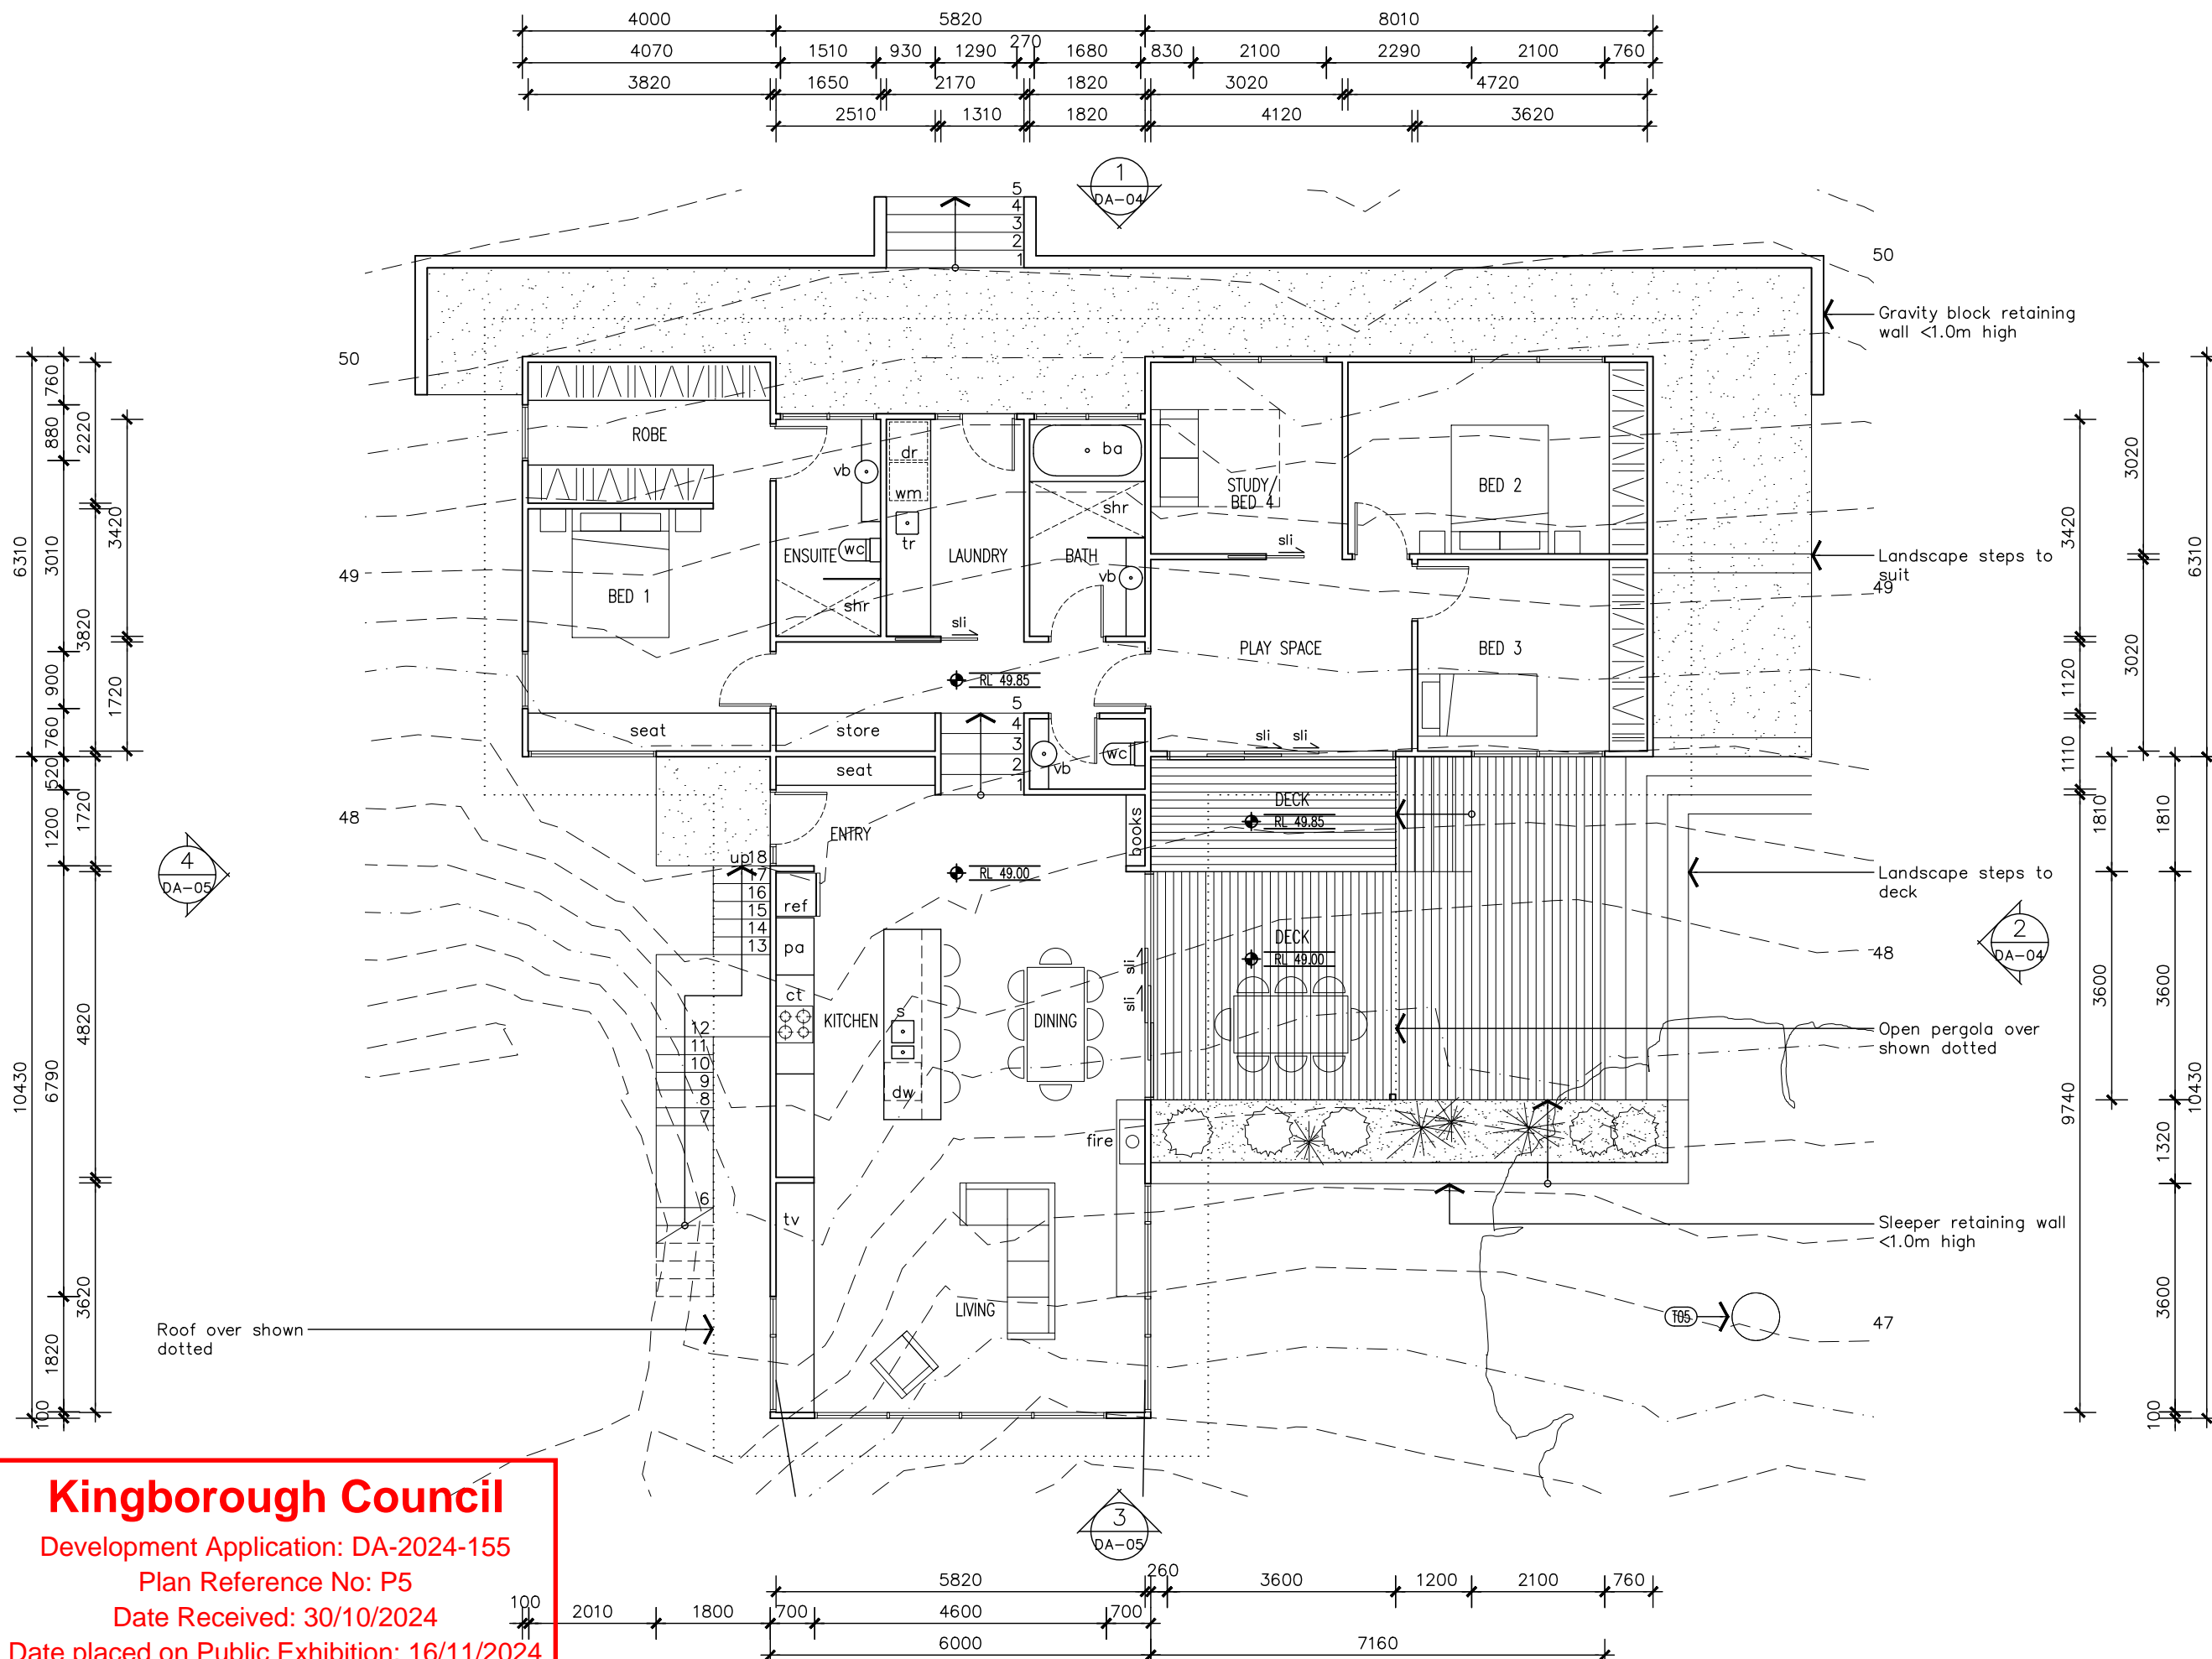 4000 5820 8010
4070 1510 930 1290 270 1680 830 2100 2290 2100 760
3820 1650 2170 1820 3020 4720
2510 1310 1820 4120 3620
1
DA-04
5
4
3
2
1
50
Gravity block retaining
wall <1.0m high
50
ROBE
vb
dr
wm
tr
ba
shr
STUDY/
BED 4
BED 2
ENSUITE
wc
LAUNDRY
BATH
vb
sli
Landscape steps to
suit
49
49
BED 1
shr
sli
PLAY SPACE
BED 3
RL 49.85
seat
store
5
4
3
2
1
seat
vb
wc
sli sli
48
ENTRY
books
DECK
RL 49.85
4
DA-05
up18
17
16
15
14
13
ref
pa
ct
RL 49.00
Landscape steps to
deck
DECK
RL 49.00
sli
sli
2
DA-04
48
KITCHEN
s
dw
DINING
12
11
10
9
8
7
6
Open pergola over
shown dotted
fire
tv
Sleeper retaining wall
<1.0m high
LIVING
T05
47
Roof over shown
dotted
6310
10430
760
880
3010
900
760
520
1200
6790
1820
100
2220
3820
1720
4820
3620
3420
1720
3420
1120
1110
9740
3020
3020
1810
3600
1810
3600
1320
3600
100
6310
10430
3
DA-05
Kingborough Council
Development Application: DA-2024-155
Plan Reference No: P5
Date Received: 30/10/2024
Date placed on Public Exhibition: 16/11/2024
5820 260 3600 1200 2100 760
100 2010 1800 700 4600 700
6000 7160